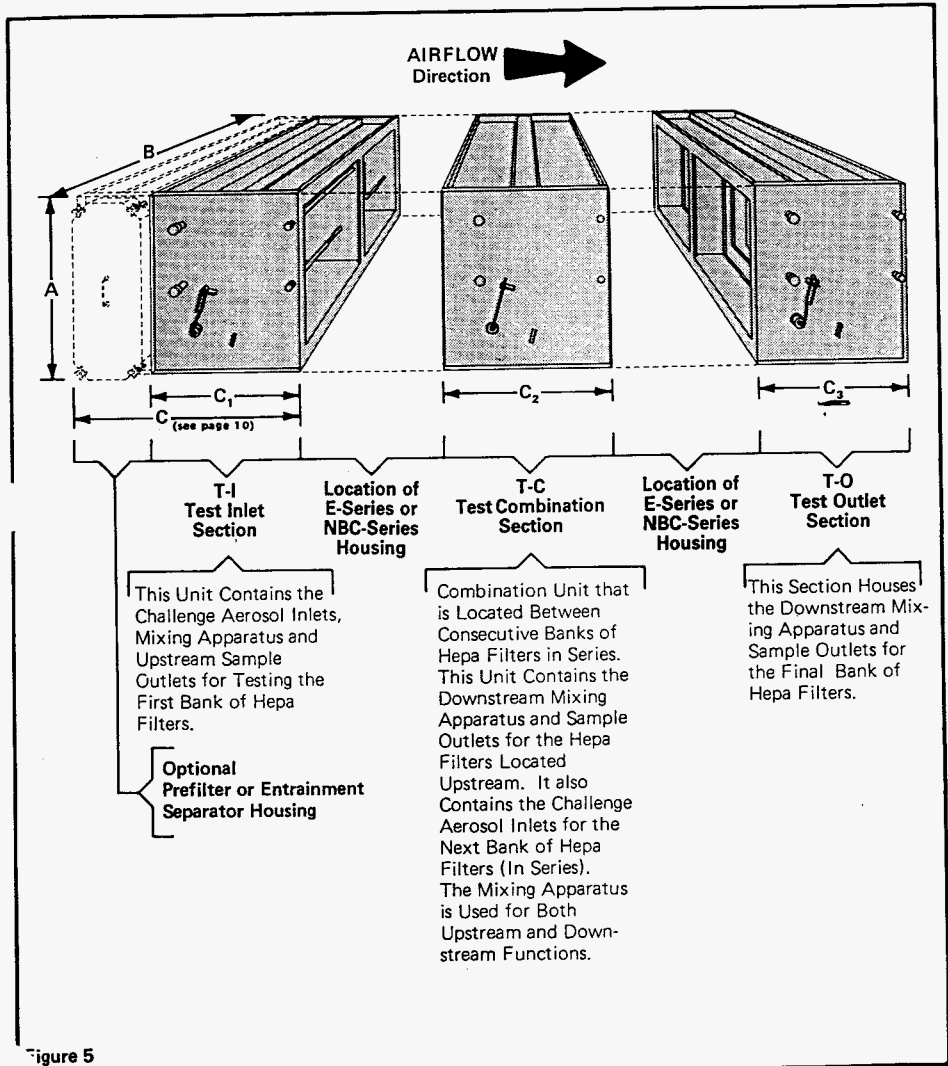 AIRFLOW
Direction
B
A
C₁
C
(see page 10)
C₂
C₃
T-I
Test Inlet
Section
Location of
E-Series or
NBC-Series
Housing
T-C
Test Combination
Section
Location of
E-Series or
NBC-Series
Housing
T-O
Test Outlet
Section
This Unit Contains the
Challenge Aerosol Inlets,
Mixing Apparatus and
Upstream Sample
Outlets for Testing the
First Bank of Hepa
Filters.
Optional
Prefilter or Entrainment
Separator Housing
Combination Unit that
is Located Between
Consecutive Banks of
Hepa Filters in Series.
This Unit Contains the
Downstream Mixing
Apparatus and Sample
Outlets for the Hepa
Filters Located
Upstream. It also
Contains the Challenge
Aerosol Inlets for the
Next Bank of Hepa
Filters (In Series).
The Mixing Apparatus
is Used for Both
Upstream and Down-
stream Functions.
This Section Houses
the Downstream Mix-
ing Apparatus and
Sample Outlets for
the Final Bank of
Hepa Filters.
Figure 5